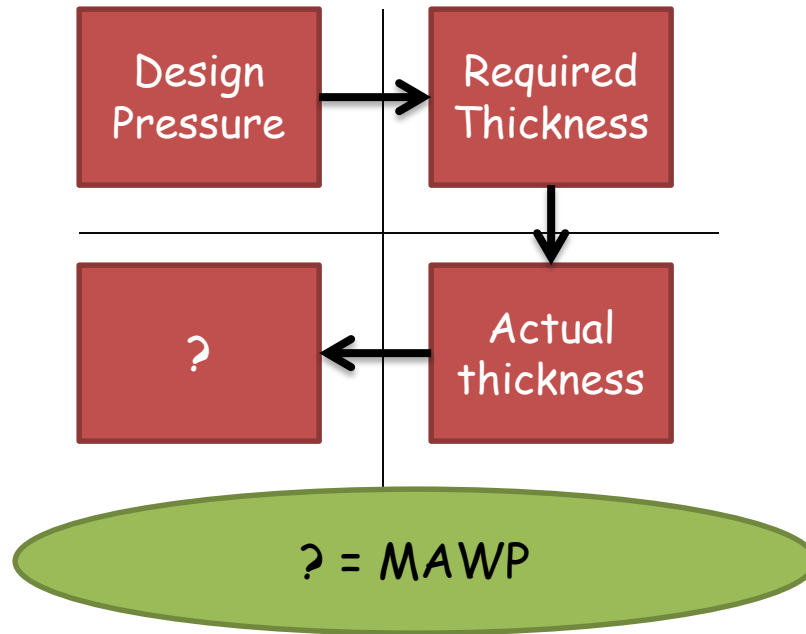 Design
Pressure
Required
Thickness
?
Actual
thickness
? = MAWP